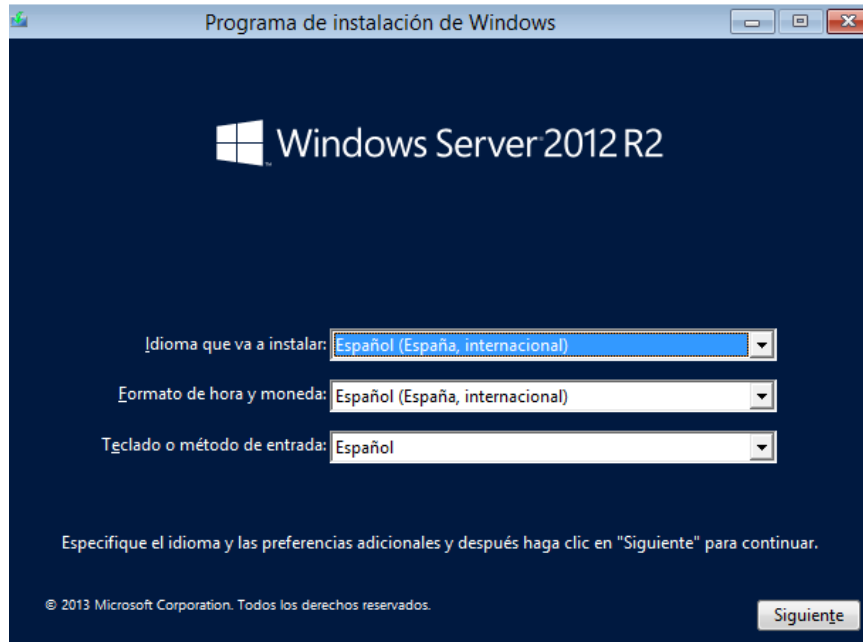 Programa de instalación de Windows
Windows Server 2012 R2
Idioma que va a instalar: Español (España, internacional)
Formato de hora y moneda: Español (España, internacional)
Teclado o método de entrada: Español
Especifique el idioma y las preferencias adicionales y después haga clic en "Siguiente" para continuar.
© 2013 Microsoft Corporation. Todos los derechos reservados.
Siguiente